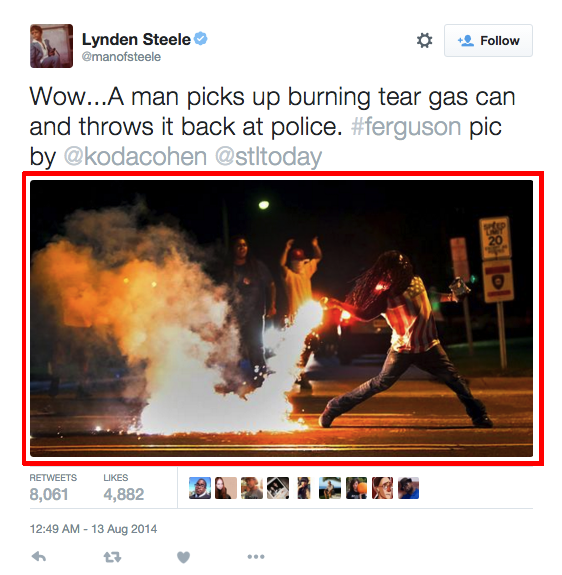 Lynden Steele
@manofsteele
Follow
Wow...A man picks up burning tear gas can
and throws it back at police. #ferguson pic
by @kodacohen @stltoday
SPEED
LIMIT
20
RETWEETS LIKES
8,061 4,882
12:49 AM - 13 Aug 2014